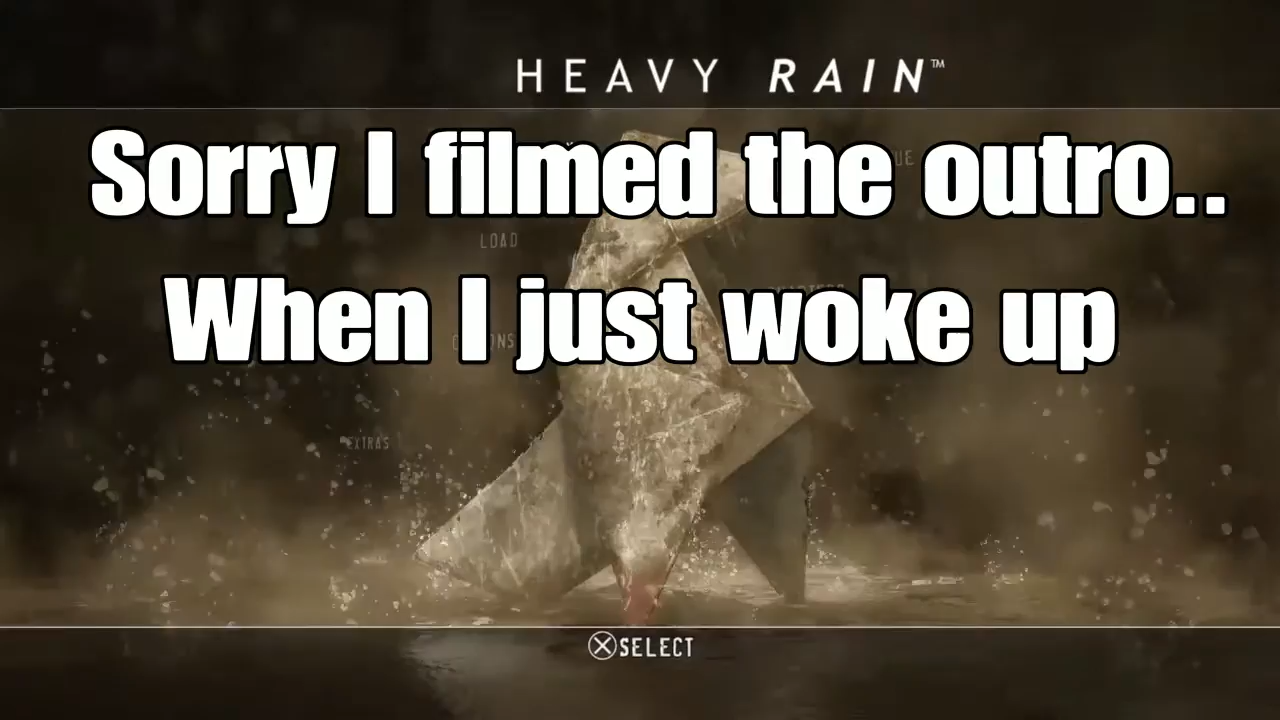 HEAVY RAIN™
Sorry I filmed the outro..
LOAD
When I just woke up
EXTRAS
SELECT